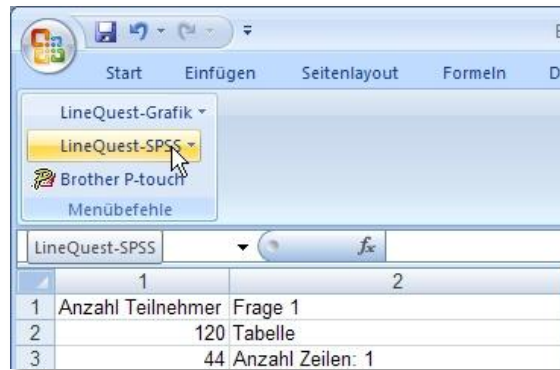 Start Einfügen Seitenlayout Formeln
LineQuest-Grafik
LineQuest-SPSS
Brother P-touch
Menübefehle
LineQuest-SPSS fx
1 2
1 Anzahl Teilnehmer Frage 1
2 120 Tabelle
3 44 Anzahl Zeilen: 1